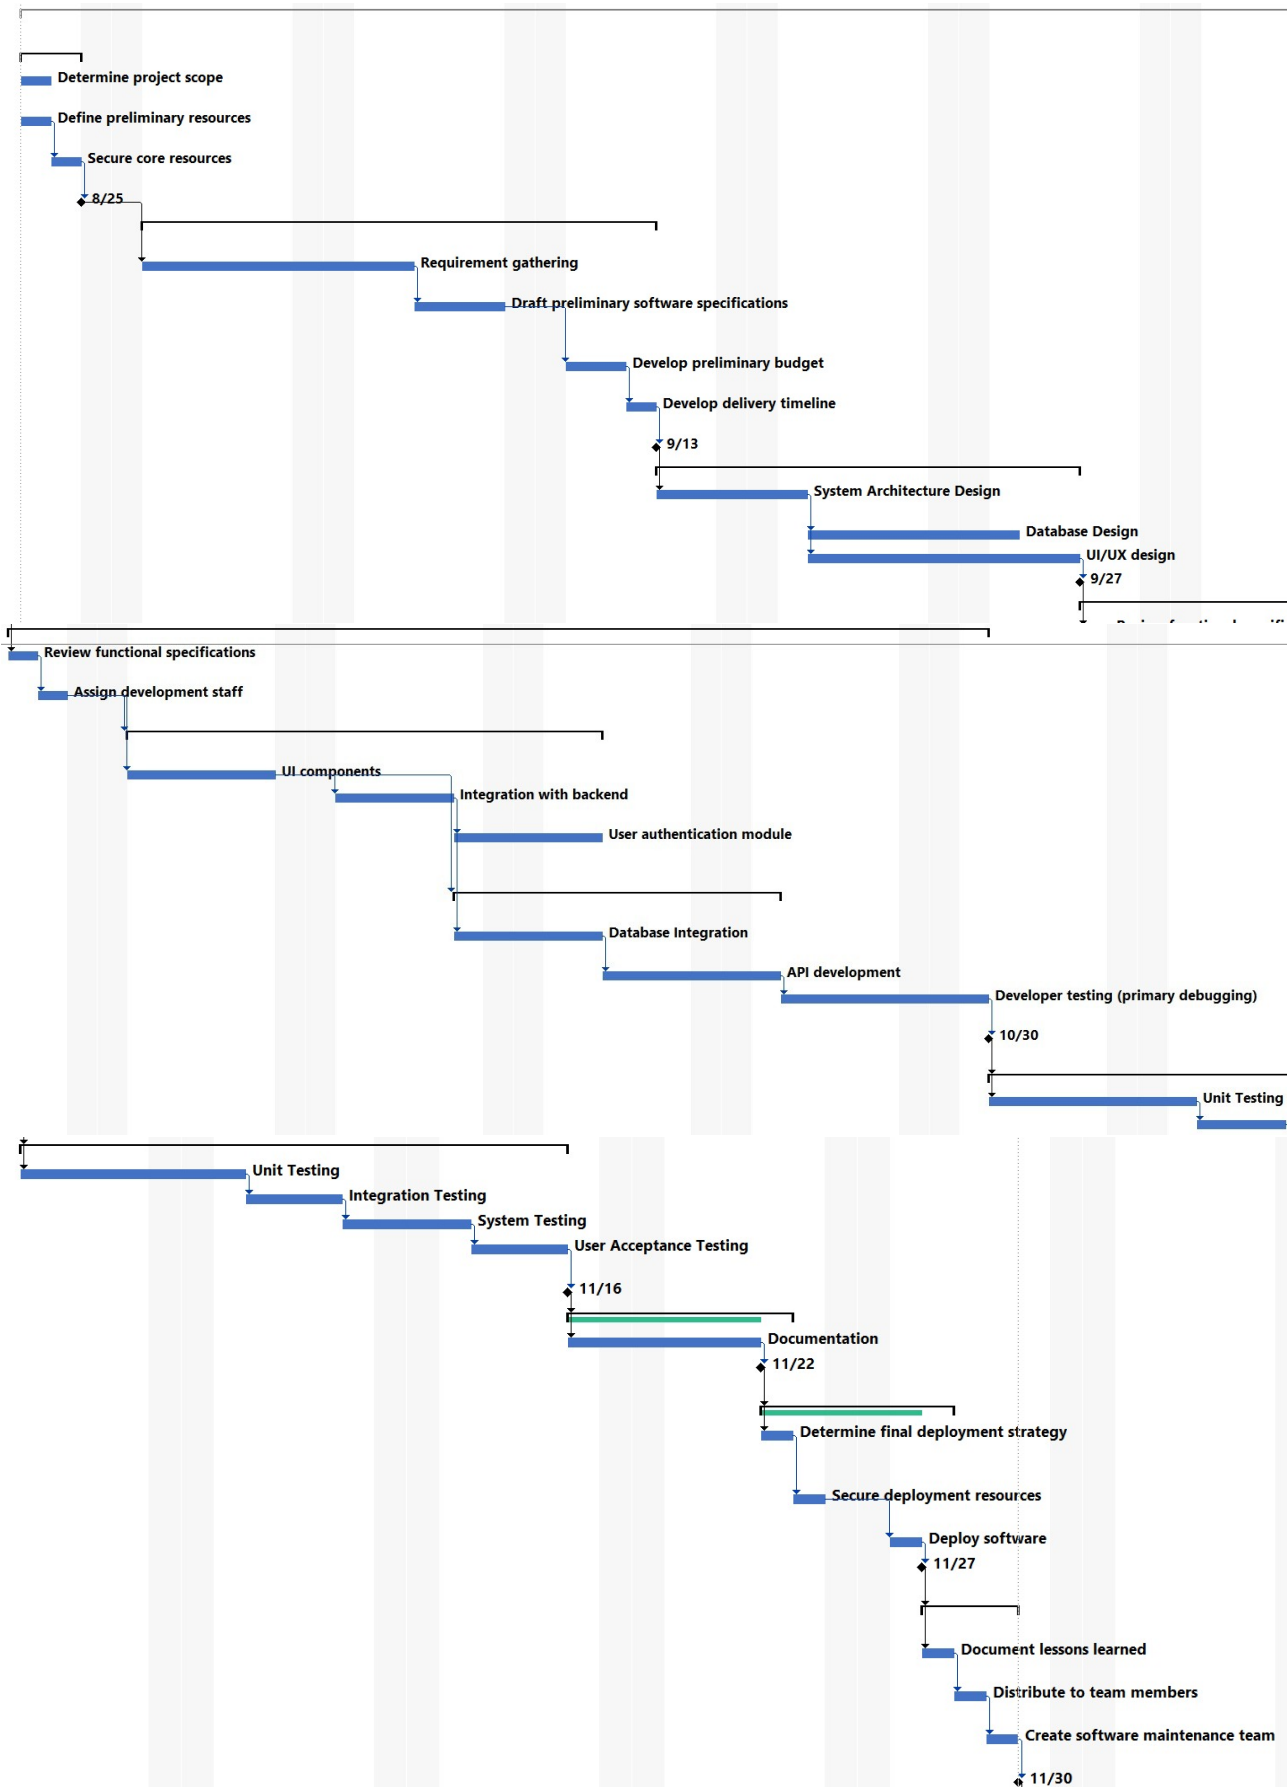 Determine project scope
Define preliminary resources
Secure core resources
8/25
Requirement gathering
Draft preliminary software specifications
Develop preliminary budget
Develop delivery timeline
9/13
System Architecture Design
Database Design
UI/UX design
9/27
Review functional specifications
Assign development staff
UI components
Integration with backend
User authentication module
Database Integration
API development
Developer testing (primary debugging)
10/30
Unit Testing
Unit Testing
Integration Testing
System Testing
User Acceptance Testing
11/16
Documentation
11/22
Determine final deployment strategy
Secure deployment resources
Deploy software
11/27
Document lessons learned
Distribute to team members
Create software maintenance team
11/30